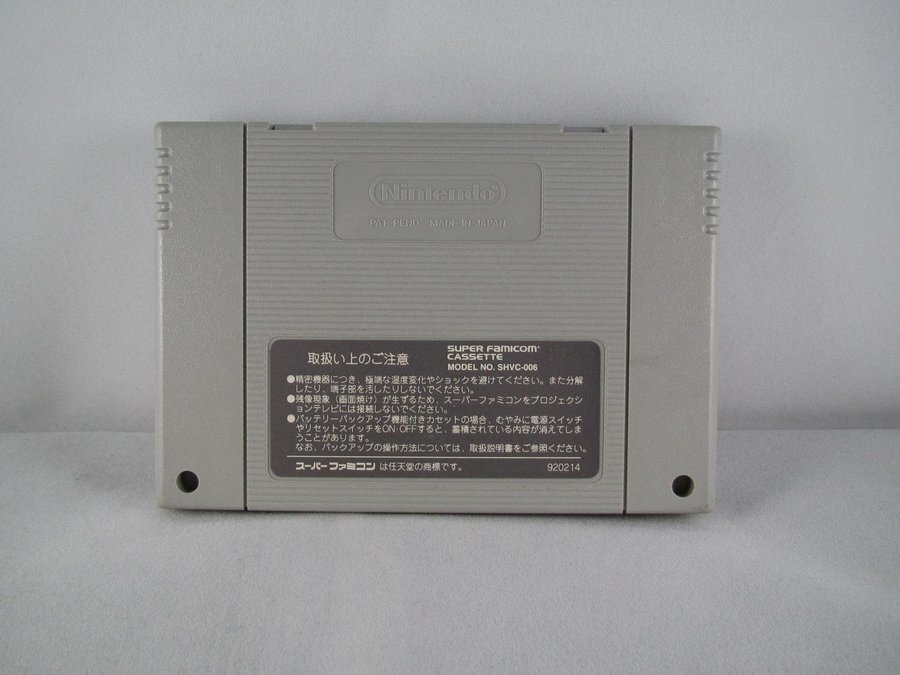 Nintendo
PAT. PEND. MADE IN JAPAN
取扱い上のご注意
SUPER FAMICOM
CASSETTE
MODEL NO. SHVC-006
●精密機器につき、極端な温度変化やショックを避けてください。また分解
したり、端子部を汚したりしないでください。
●残像現象（画面焼け）が生ずるため、スーパーファミコンをプロジェクシ
ョンテレビには接続しないでください。
●バッテリーバックアップ機能付きカセットの場合、むやみに電源スイッチ
やリセットスイッチをON・OFFすると、蓄積されている内容が消えてしま
うことがあります。
なお、バックアップの操作方法については、取扱説明書をご参照ください。
スーパーファミコン は任天堂の商標です。
920214